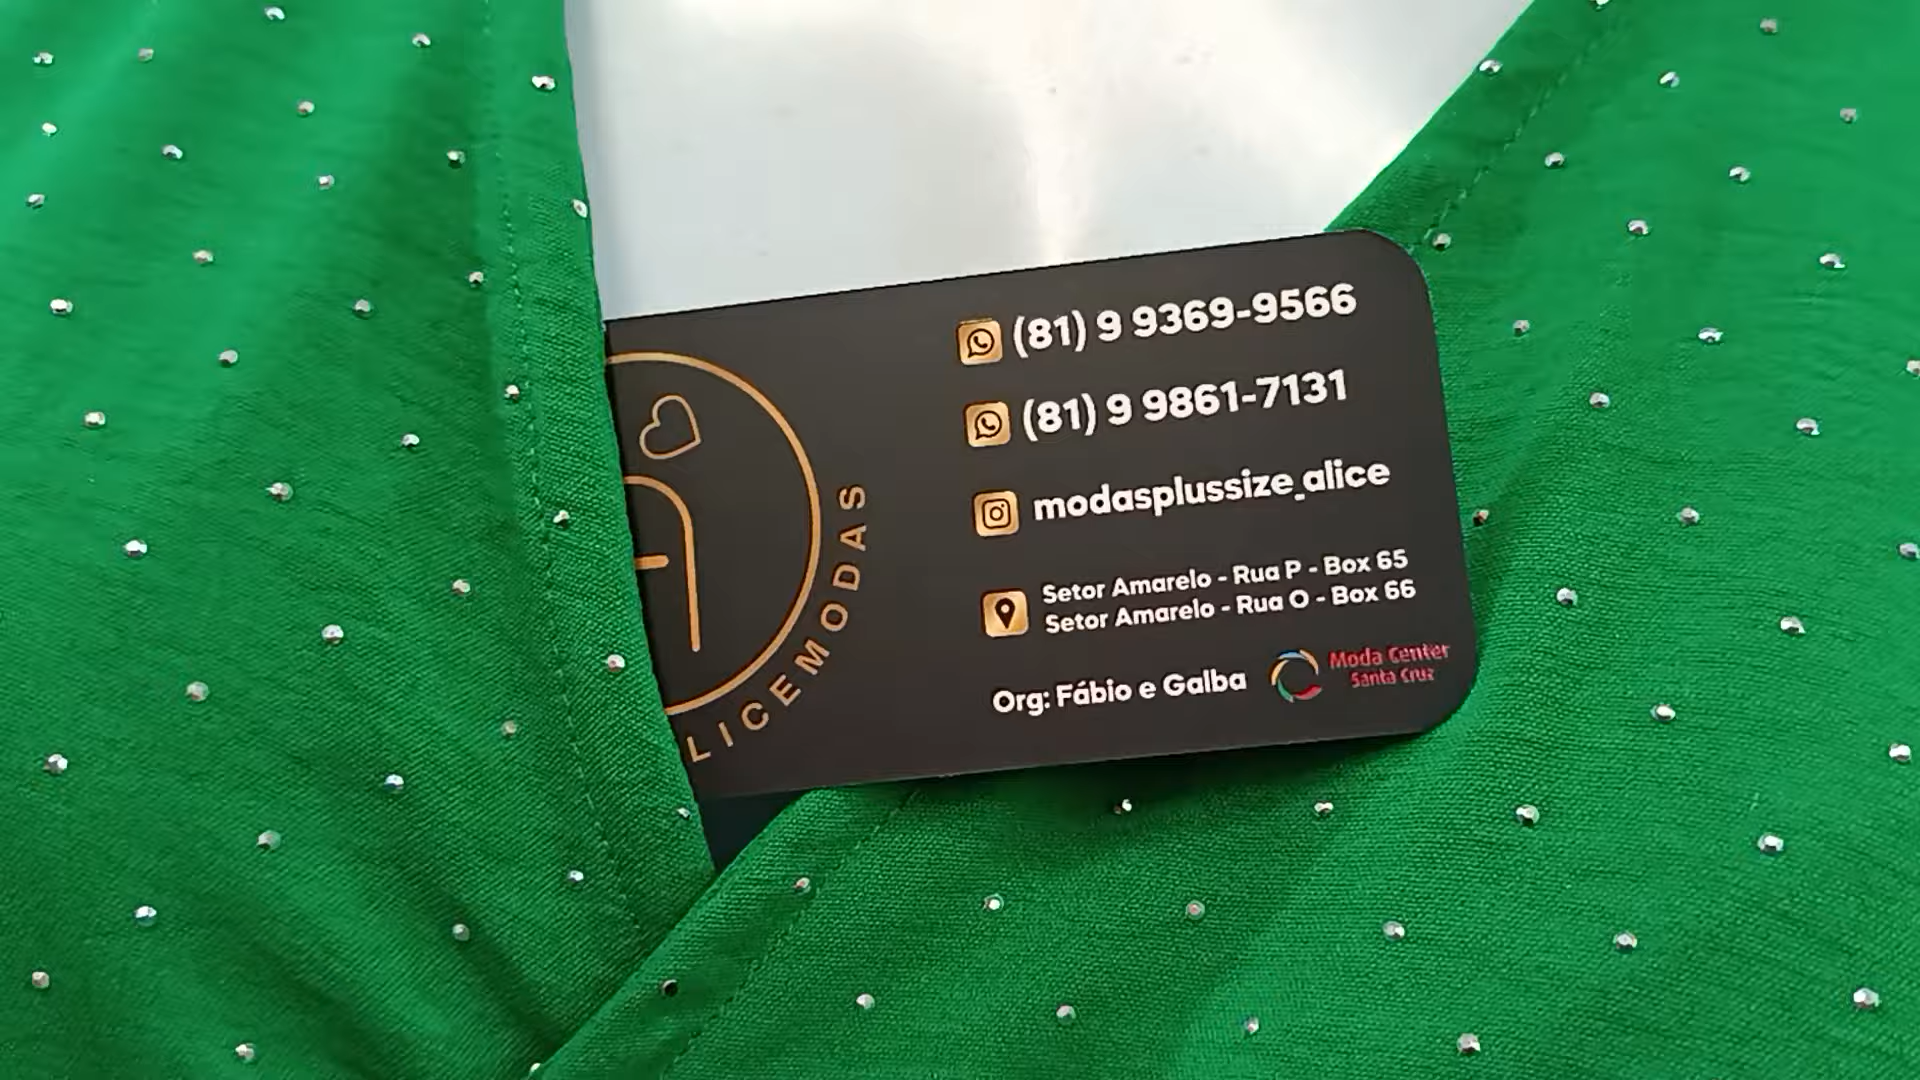 LICEMODAS
(81) 9 9369-9566
(81) 9 9861-7131
modasplussize_alice
Setor Amarelo - Rua P - Box 65
Setor Amarelo - Rua O - Box 66
Org: Fábio e Galba
Moda Center
Santa Cruz